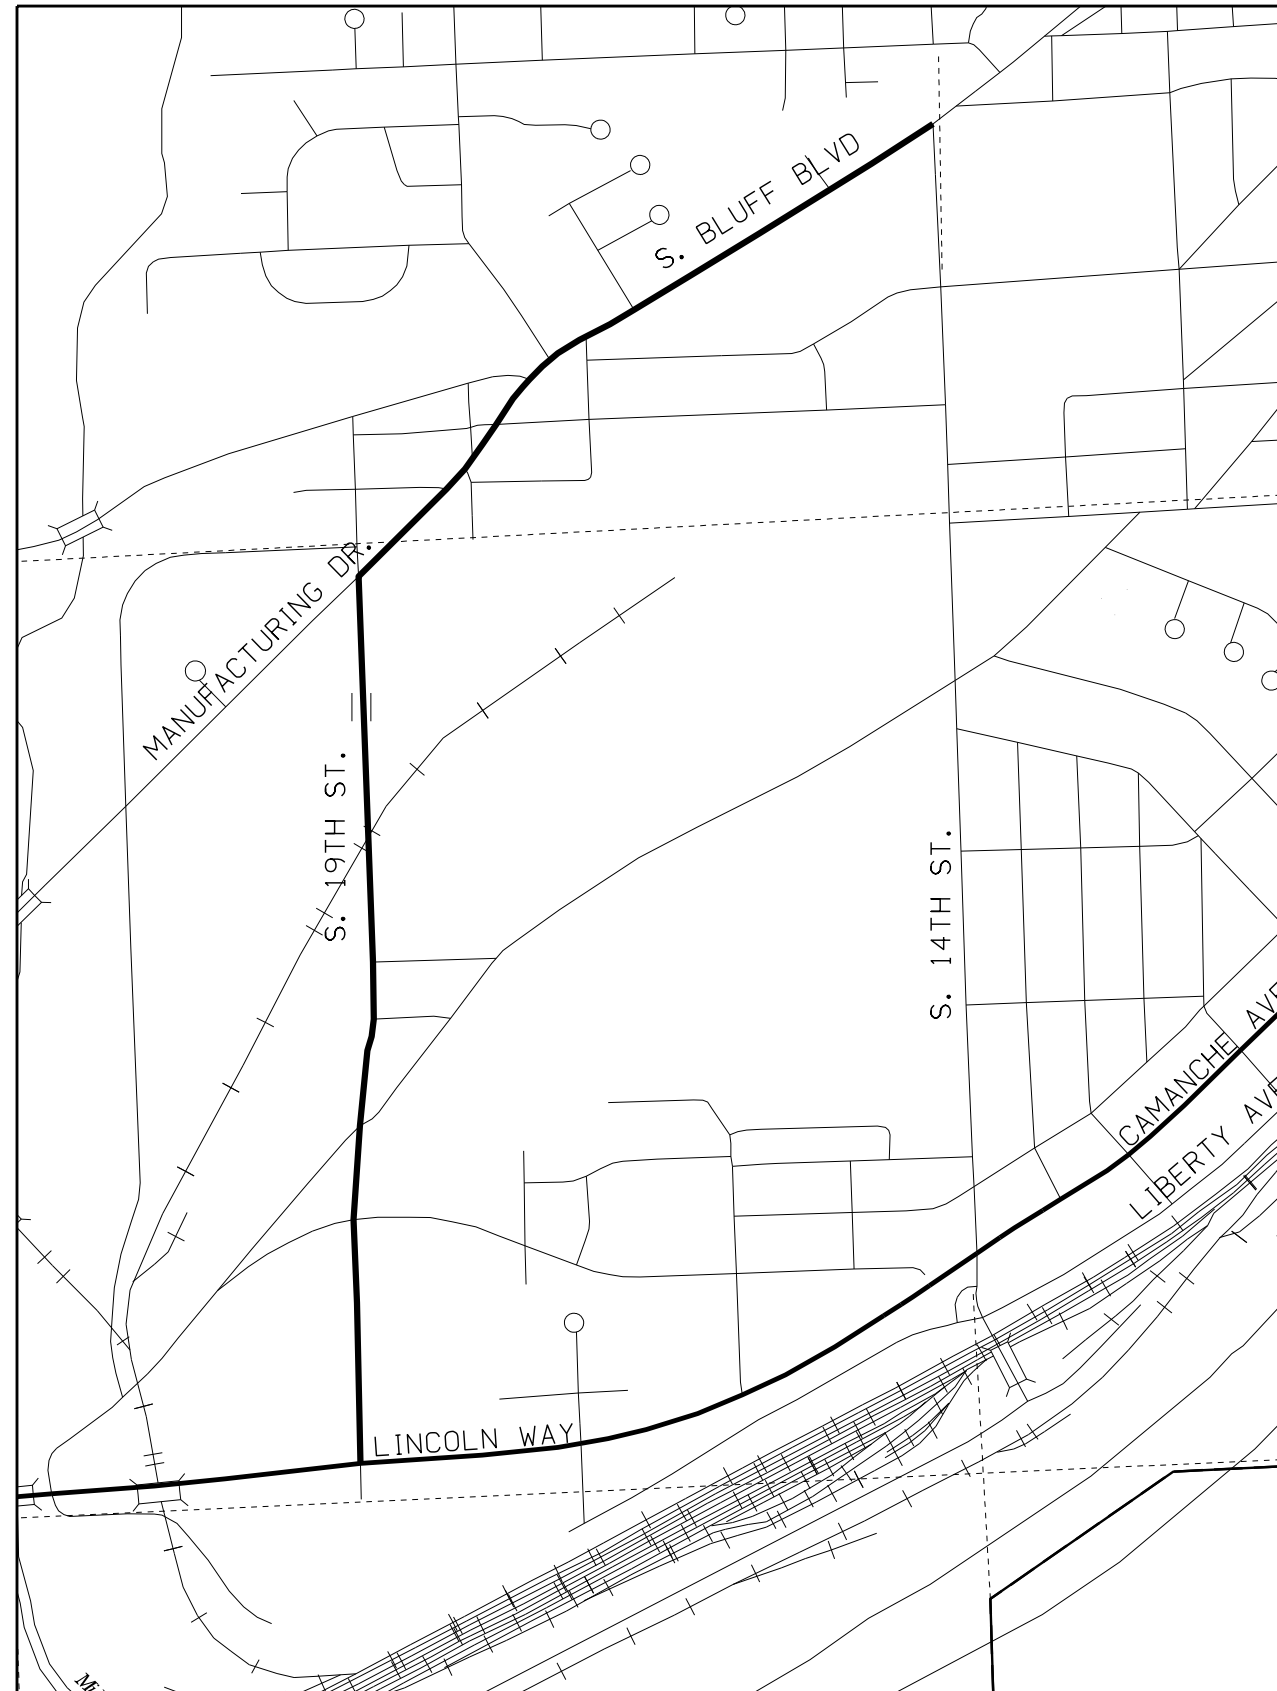 S. BLUFF BLVD
MANUFACTURING DR.
S. 19TH ST.
S. 14TH ST.
CAMANCHE AVE
LIBERTY AVE
LINCOLN WAY